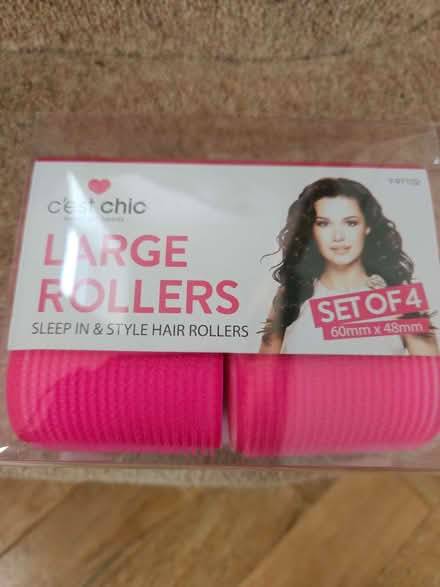 c'est chic
LARGE
ROLLERS
SLEEP IN & STYLE HAIR ROLLERS
SET OF 4
60mm x 48mm